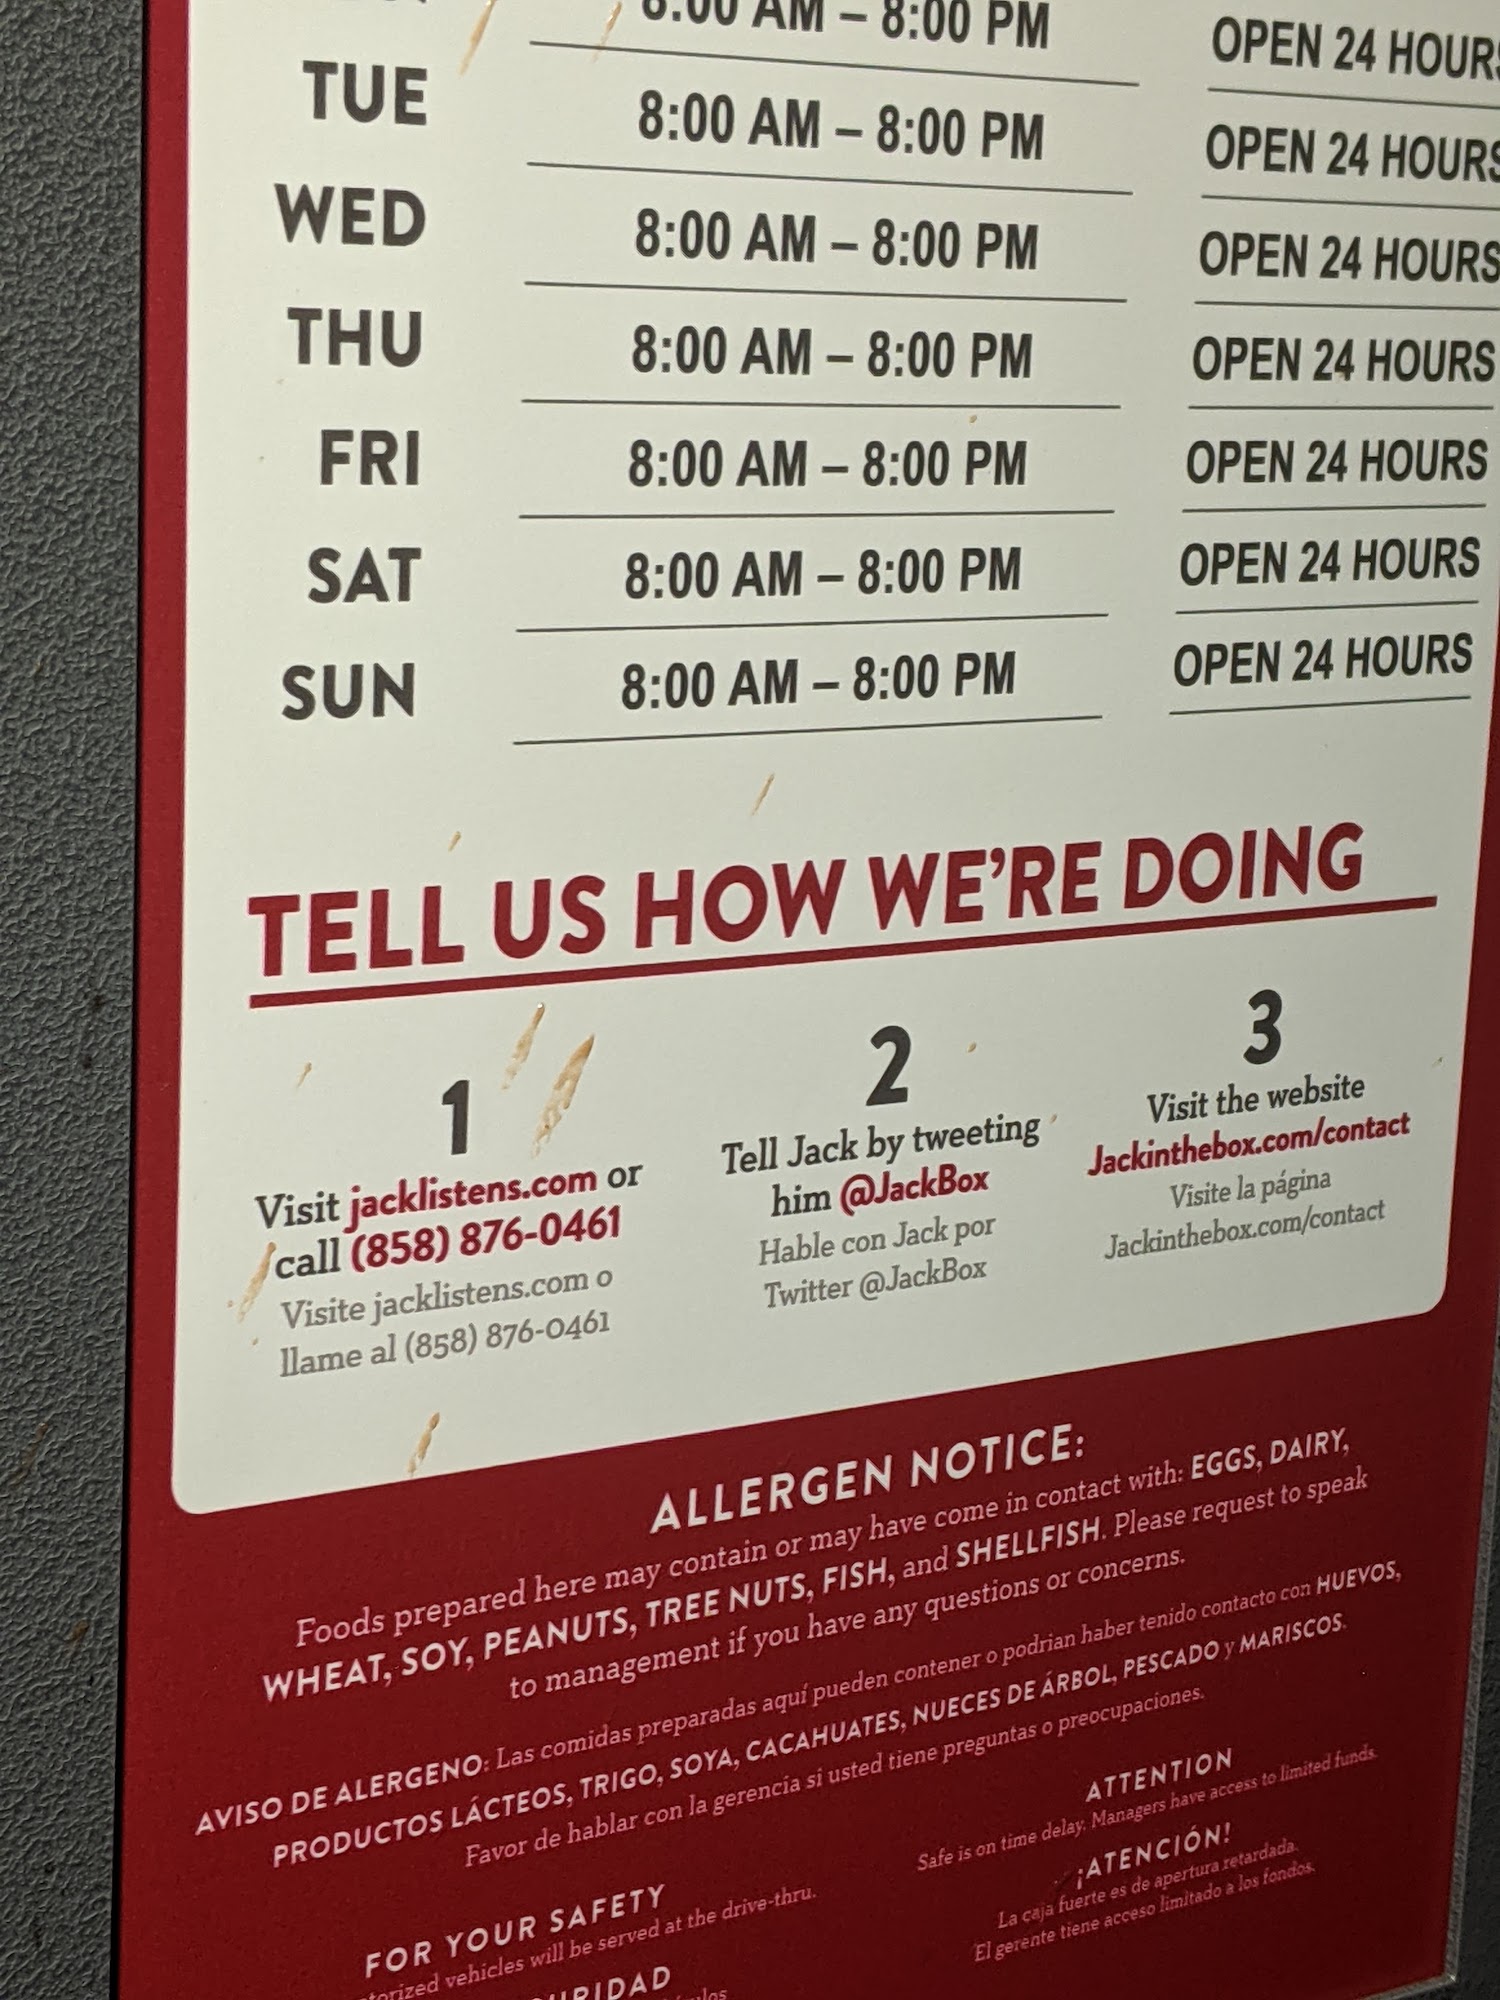 8:00 AM – 8:00 PM OPEN 24 HOURS
TUE 8:00 AM – 8:00 PM OPEN 24 HOURS
WED 8:00 AM – 8:00 PM OPEN 24 HOURS
THU 8:00 AM – 8:00 PM OPEN 24 HOURS
FRI 8:00 AM – 8:00 PM OPEN 24 HOURS
SAT 8:00 AM – 8:00 PM OPEN 24 HOURS
SUN 8:00 AM – 8:00 PM OPEN 24 HOURS
TELL US HOW WE'RE DOING
1
Visit jacklistens.com or
call (858) 876-0461
Visite jacklistens.com o
llame al (858) 876-0461
2
Tell Jack by tweeting
him @JackBox
Hable con Jack por
Twitter @JackBox
3
Visit the website
Jackinthebox.com/contact
Visite la página
Jackinthebox.com/contact
ALLERGEN NOTICE:
Foods prepared here may contain or may have come in contact with: EGGS, DAIRY,
WHEAT, SOY, PEANUTS, TREE NUTS, FISH, and SHELLFISH. Please request to speak
to management if you have any questions or concerns.
AVISO DE ALERGENO: Las comidas preparadas aquí pueden contener o podrian haber tenido contacto con HUEVOS,
PRODUCTOS LÁCTEOS, TRIGO, SOYA, CACAHUATES, NUECES DE ÁRBOL, PESCADO y MARISCOS.
Favor de hablar con la gerencia si usted tiene preguntas o preocupaciones.
FOR YOUR SAFETY
vehicles will be served at the drive-thru.
ATTENTION
Safe is on time delay. Managers have access to limited funds.
¡ATENCIÓN!
La caja fuerte es de apertura retardada.
El gerente tiene acceso limitado a los fondos.